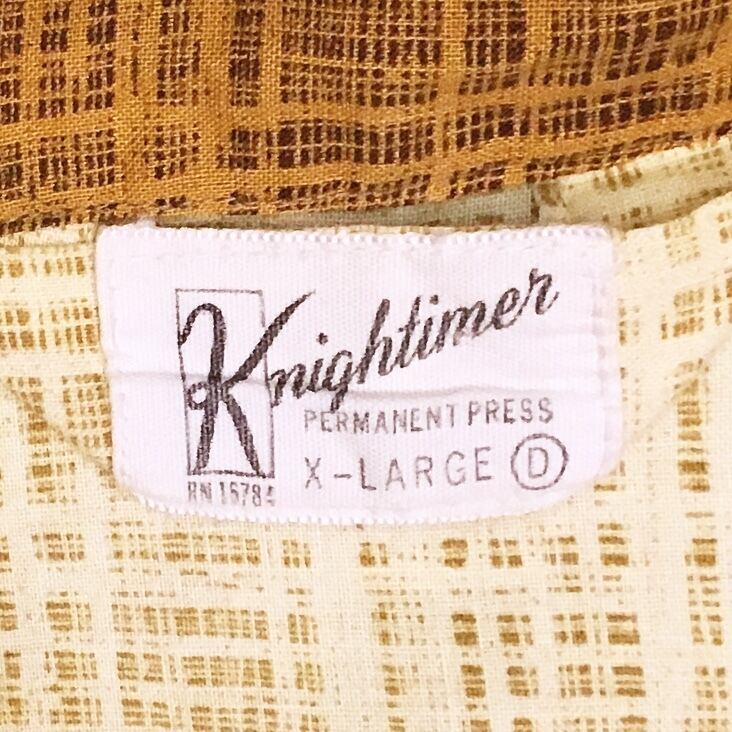 Knightimer
PERMANENT PRESS
X-LARGE D
RN 16784